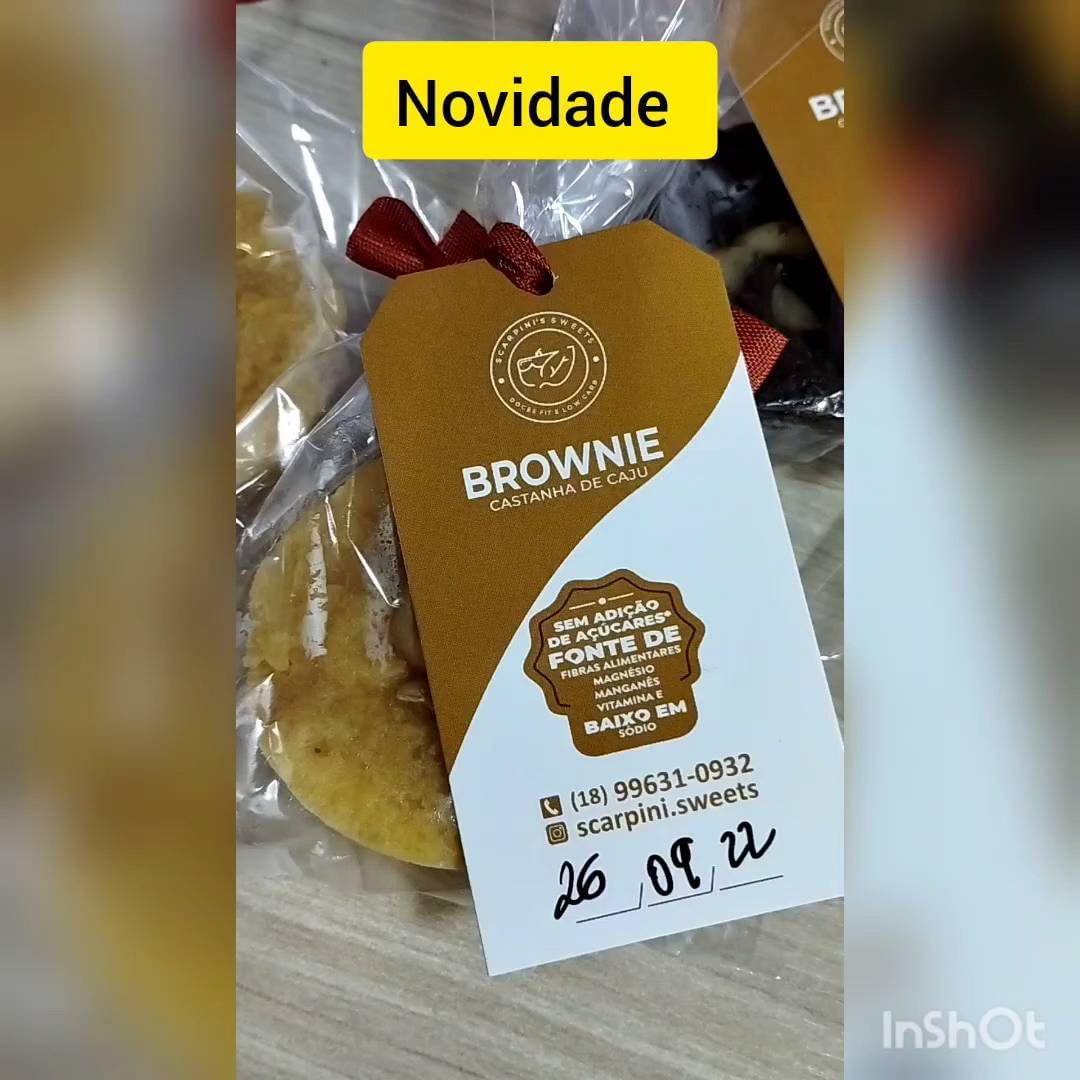 Novidade
SCARPINI'S SWEETS
DOCES FIT E LOW CARB
BROWNIE
CASTANHA DE CAJU
SEM ADIÇÃO
DE AÇÚCARES*
FONTE DE
FIBRAS ALIMENTARES
MAGNÉSIO
MANGANÊS
VITAMINA E
BAIXO EM
SÓDIO
(18) 99631-0932
scarpini.sweets
26/09/22
InShOt